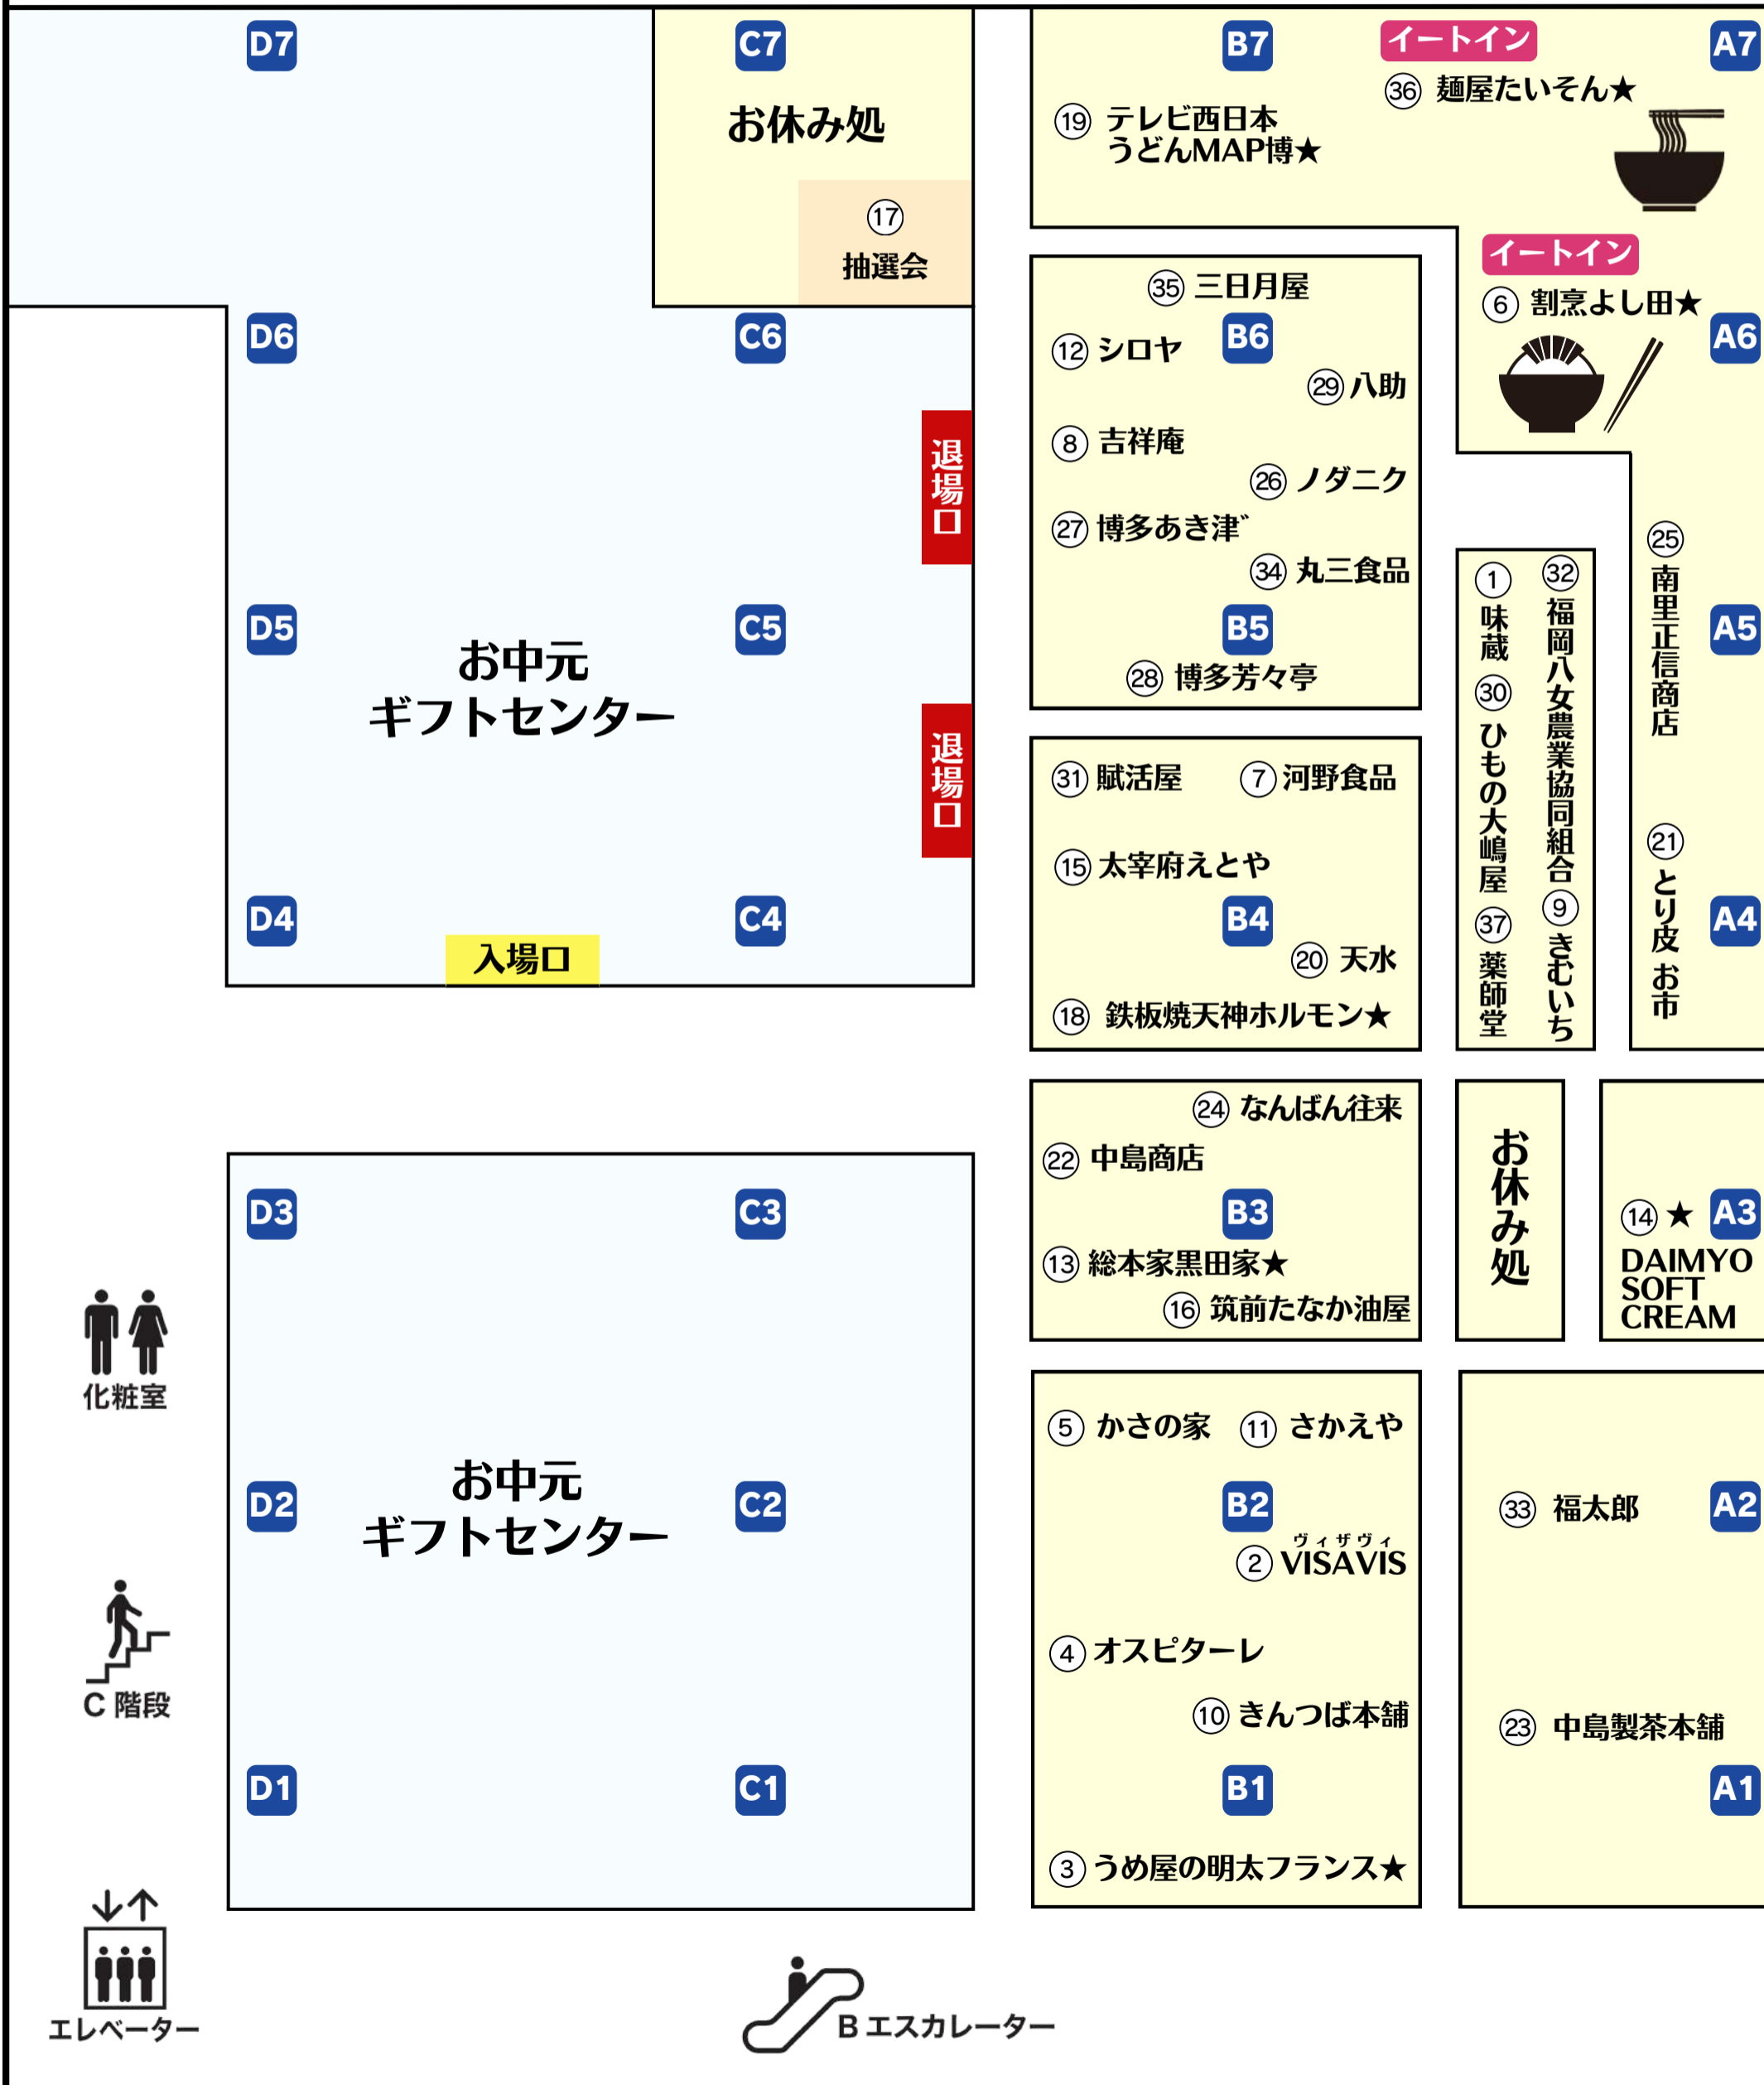 D7
C7
B7
イートイン
A7
㊱ 麺屋たいそん★
お休み処
⑲ テレビ西日本
うどんMAP博★
⑰
抽選会
イートイン
⑥ 割烹よし田★
㉟ 三日月屋
D6
C6
⑫ シロヤ
B6
A6
㉙ 八助
⑧ 吉祥庵
退場口
㉖ ノダニク
㉗ 博多あき津゛
㉞ 丸三食品
D5
C5
B5
A5
㉘ 博多芳々亭
① 味蔵
㉚ ひもの大嶋屋
㊲ 薬師堂
㉜ 福岡八女農業協同組合
⑨ きむいち
㉕ 南里正信商店
㉑ とり皮 お市
お中元
ギフトセンター
退場口
㉛ 賦活屋
⑦ 河野食品
⑮ 太宰府えとや
D4
C4
B4
A4
入場口
⑳ 天水
⑱ 鉄板焼天神ホルモン★
㉔ なんばん往来
㉒ 中島商店
お休み処
D3
C3
B3
⑭ ★
A3
DAIMYO
SOFT
CREAM
⑬ 総本家黒田家★
⑯ 筑前たなか油屋
化粧室
⑤ かさの家
⑪ さかえや
お中元
ギフトセンター
D2
C2
B2
㉝ 福太郎
A2
ヴィザヴィ
② VISAVIS
④ オスピターレ
C 階段
⑩ きんつば本舗
㉓ 中島製茶本舗
D1
C1
B1
A1
③ うめ屋の明太フランス★
エレベーター
B エスカレーター